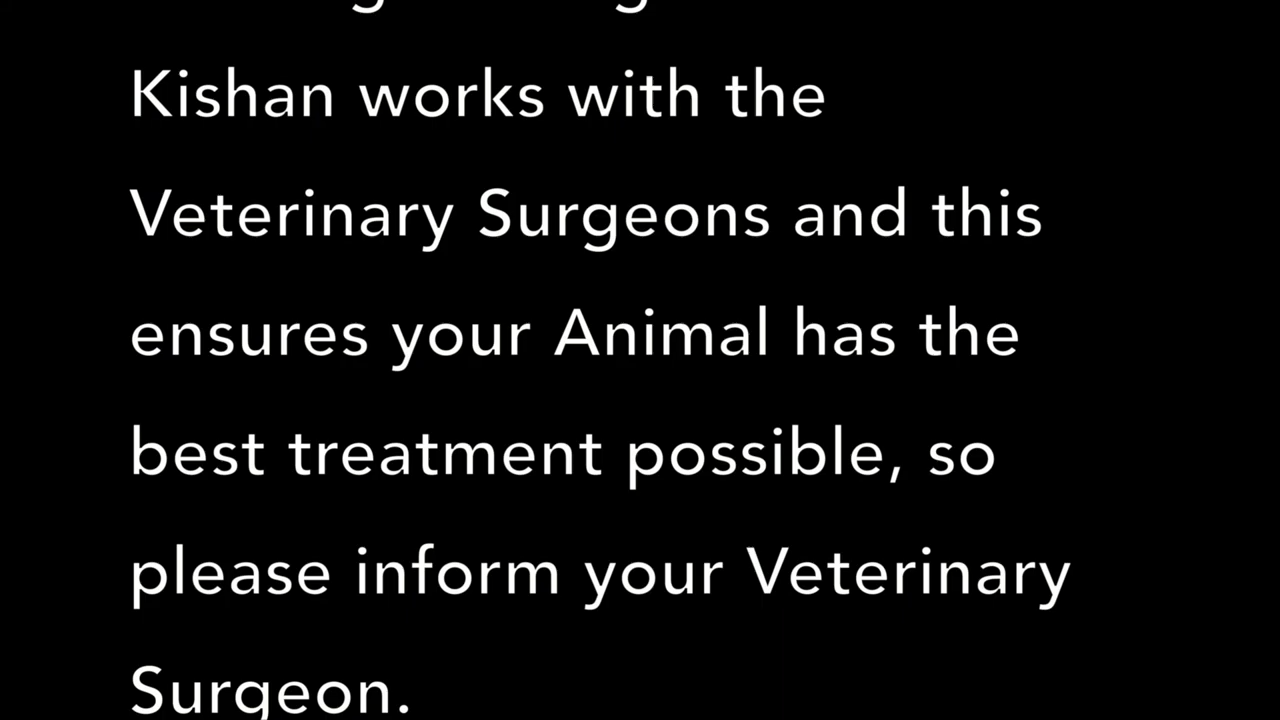 Kishan works with the
Veterinary Surgeons and this
ensures your Animal has the
best treatment possible, so
please inform your Veterinary
Surgeon.